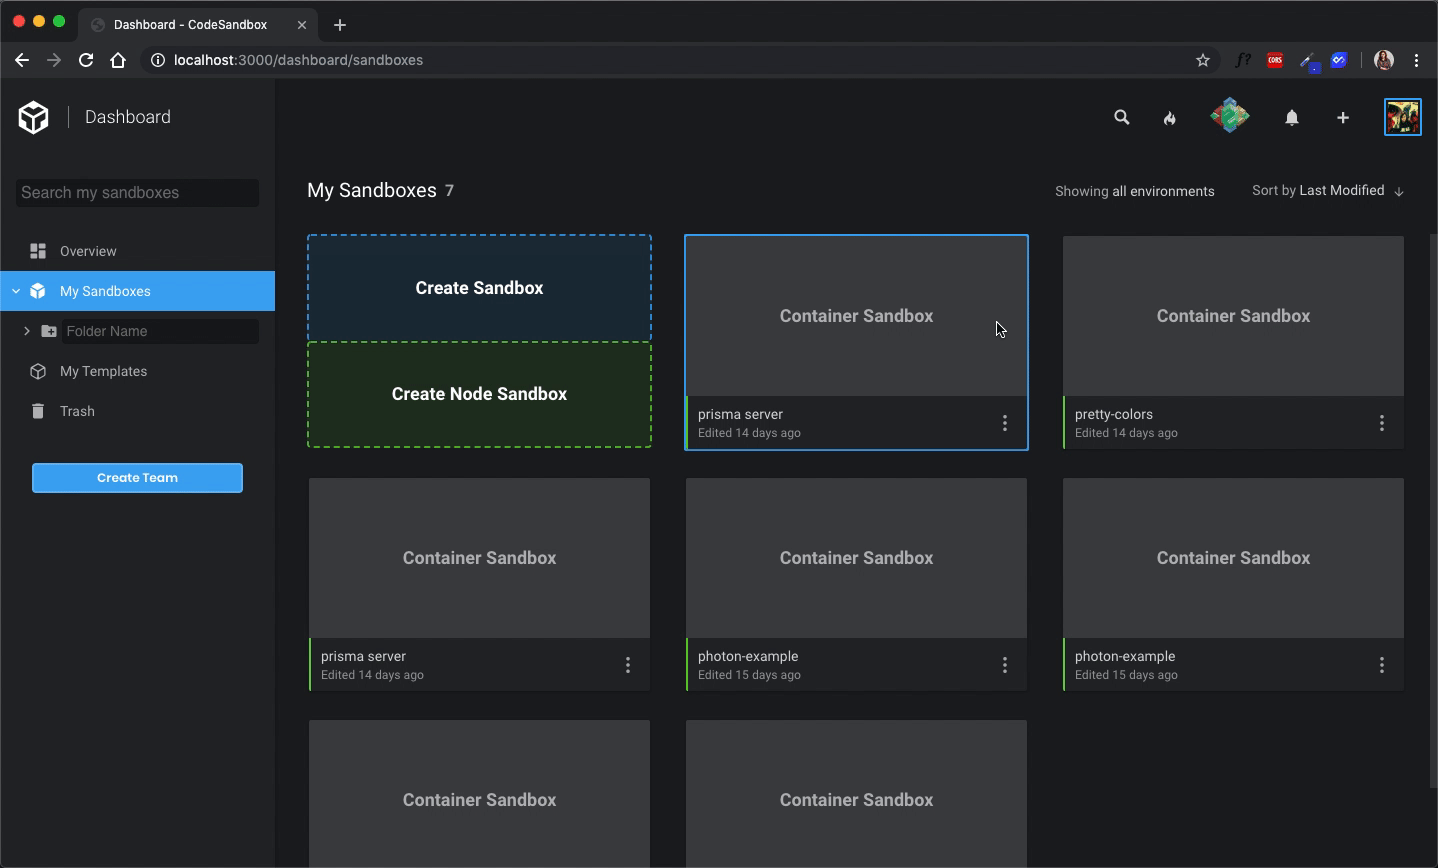 Dashboard - CodeSandbox
localhost:3000/dashboard/sandboxes
f?
CORS
Dashboard
Search my sandboxes
Overview
My Sandboxes
Folder Name
My Templates
Trash
Create Team
My Sandboxes 7
Showing all environments
Sort by Last Modified
Create Sandbox
Create Node Sandbox
Container Sandbox
prisma server
Edited 14 days ago
Container Sandbox
pretty-colors
Edited 14 days ago
Container Sandbox
prisma server
Edited 14 days ago
Container Sandbox
photon-example
Edited 15 days ago
Container Sandbox
photon-example
Edited 15 days ago
Container Sandbox
Container Sandbox